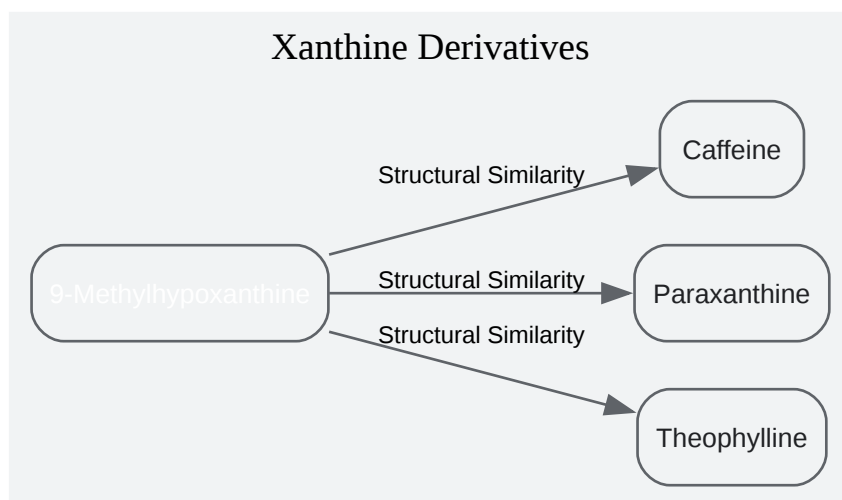 Xanthine Derivatives
Caffeine
Structural Similarity
9-Methylhypoxanthine
Structural Similarity
Paraxanthine
Structural Similarity
Theophylline